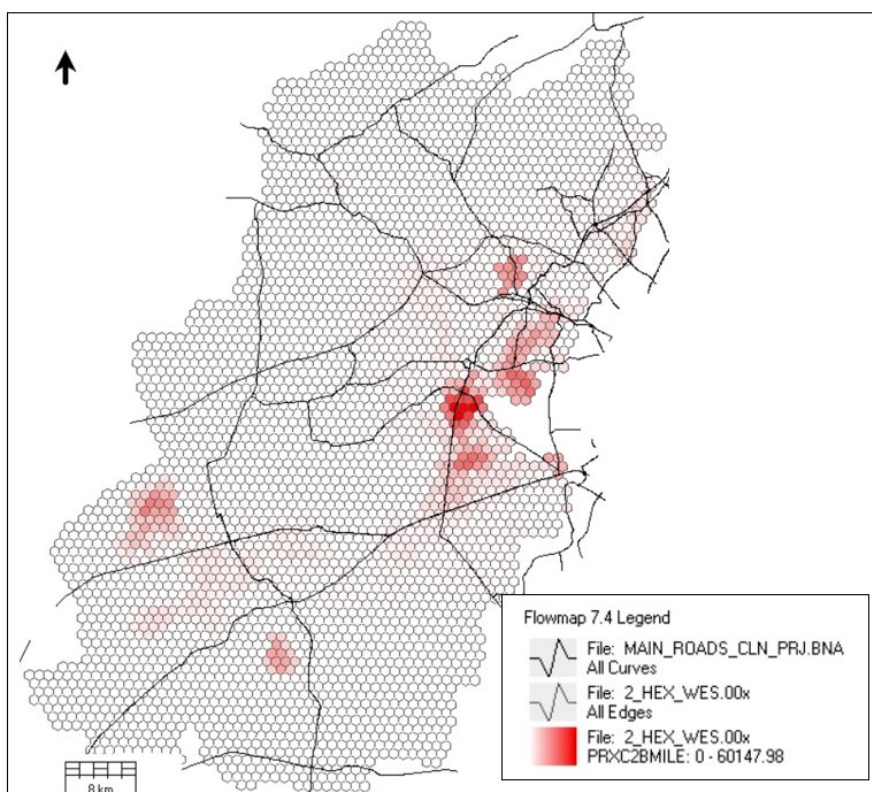 Flowmap 7.4 Legend
File: MAIN_ROADS_CLN_PRJ.BNA
All Curves
File: 2_HEX_WES.00x
All Edges
File: 2_HEX_WES.00x
PRXC2BMILE: 0 - 60147.98
8 km